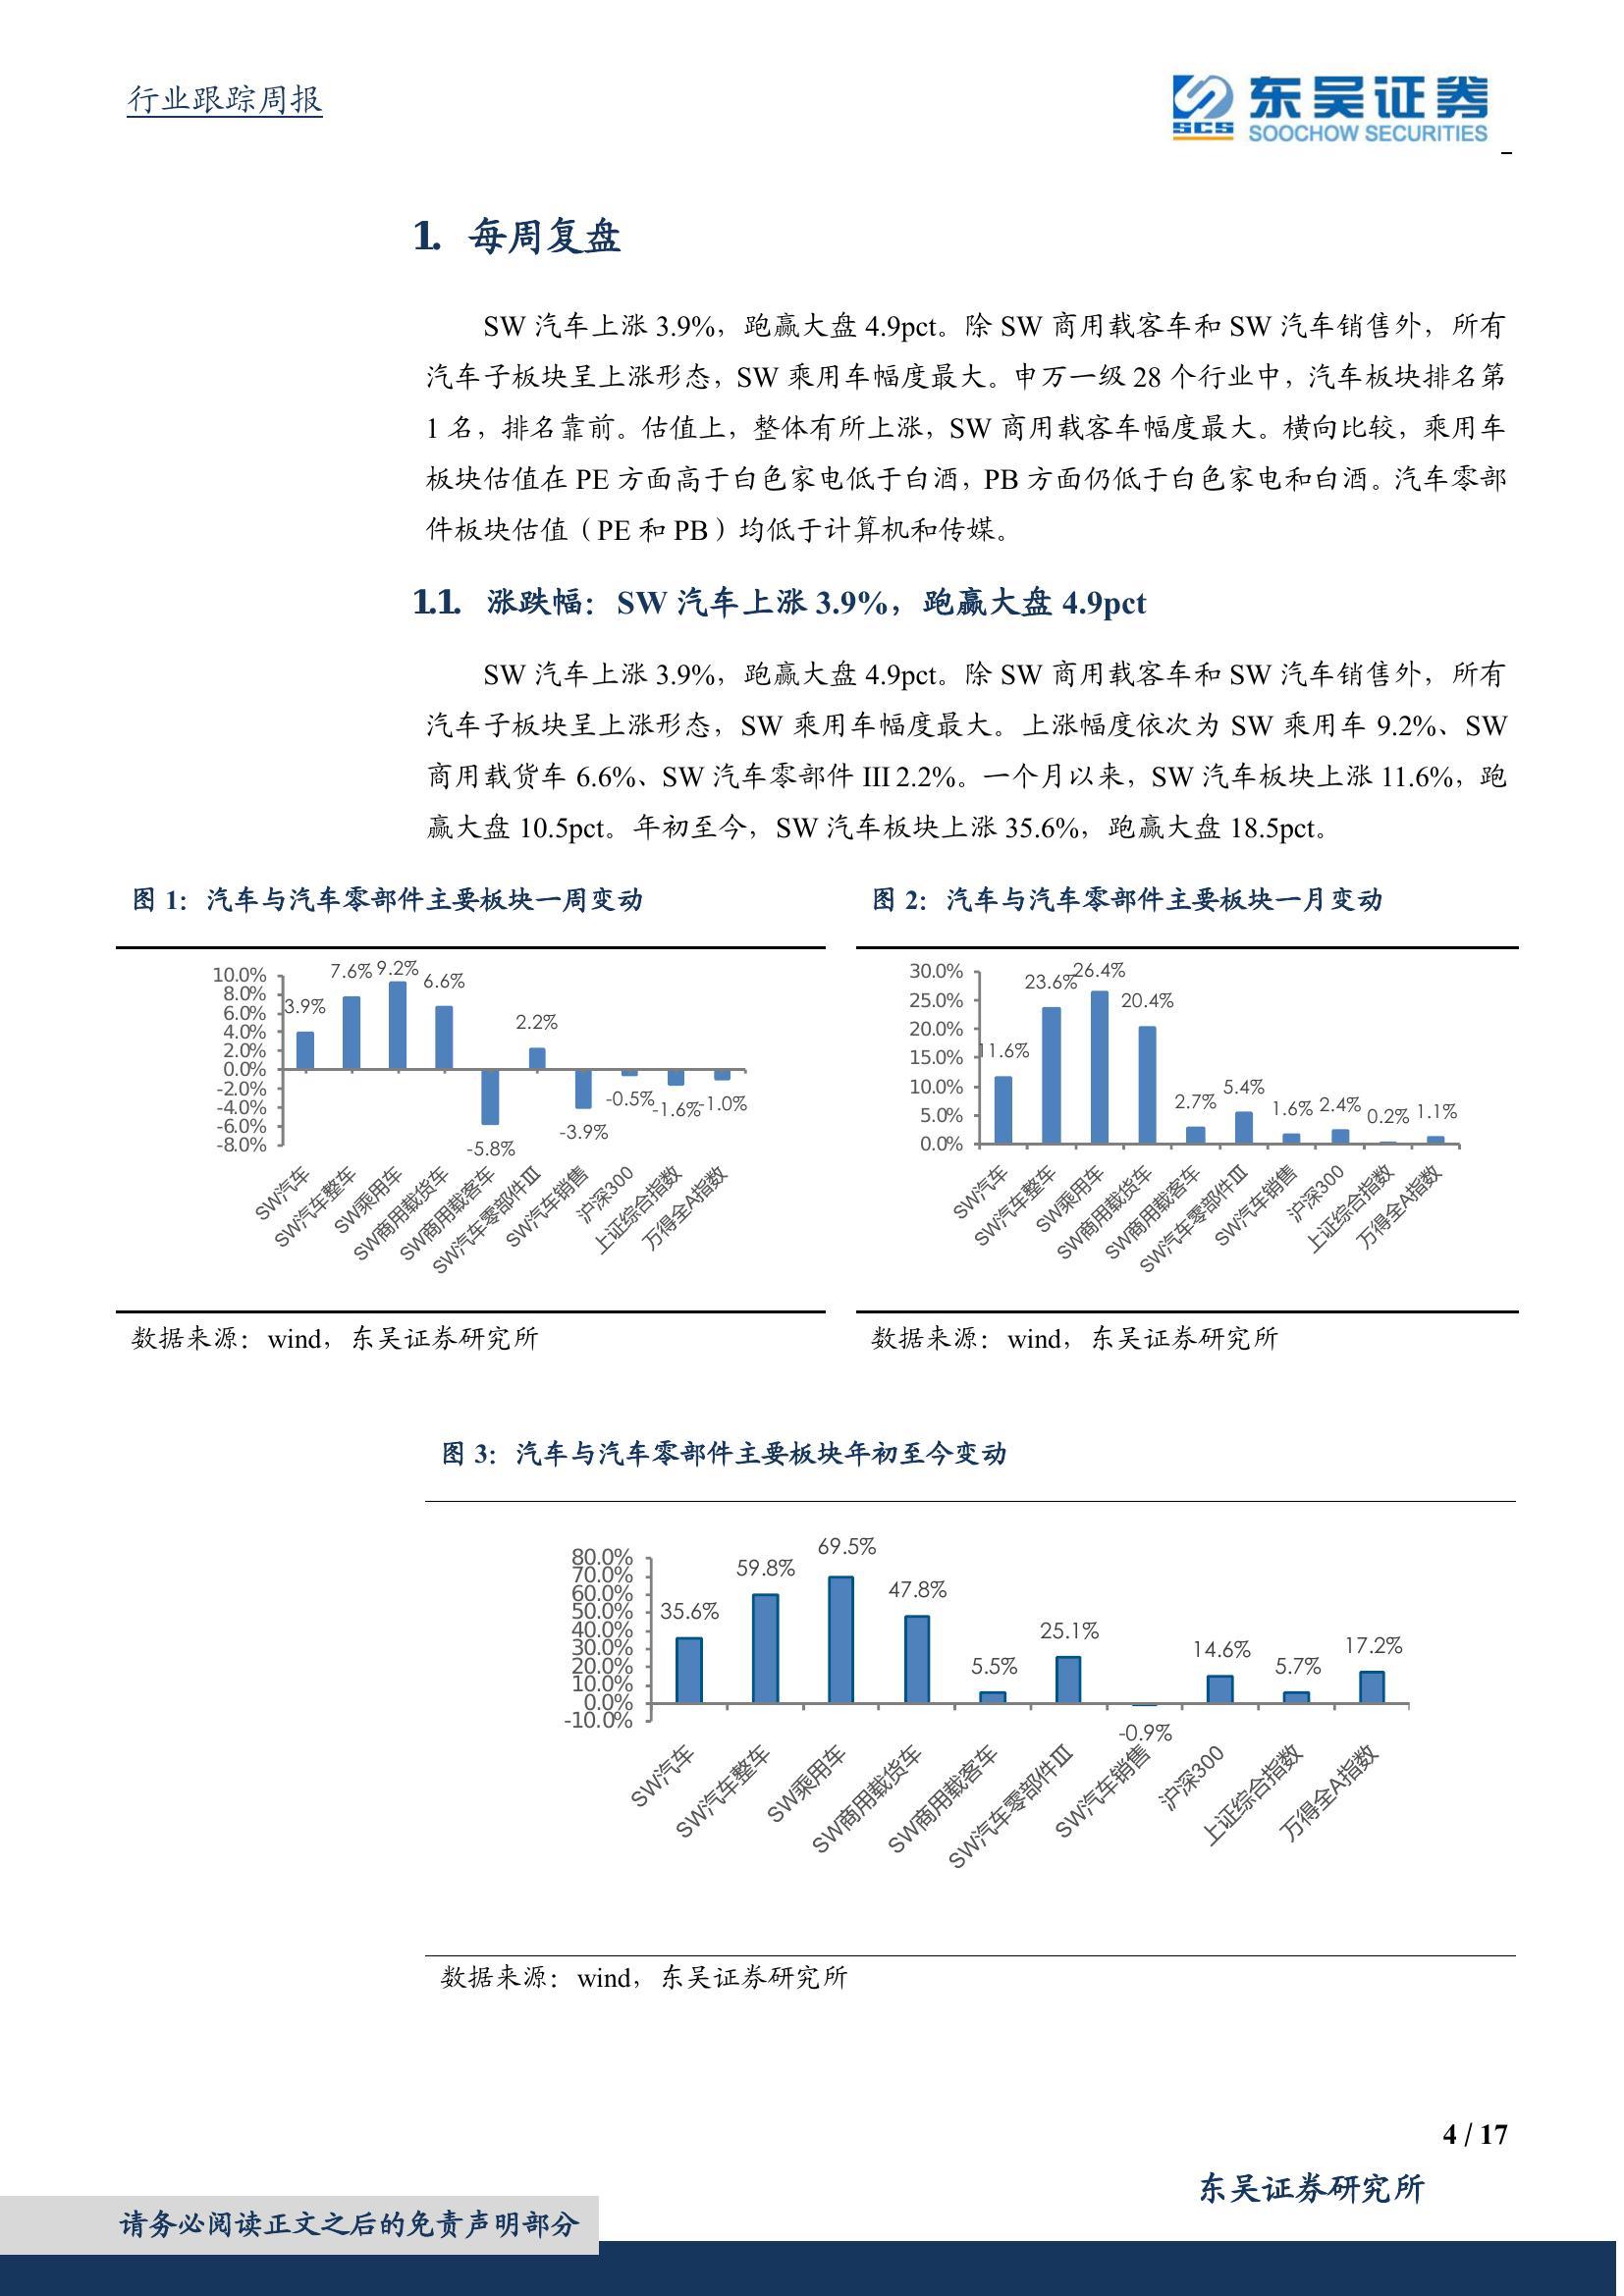 行业跟踪周报
东吴证券
SCS
SOOCHOW SECURITIES
1. 每周复盘
SW 汽车上涨 3.9%，跑赢大盘 4.9pct。除 SW 商用载客车和 SW 汽车销售外，所有
汽车子板块呈上涨形态，SW 乘用车幅度最大。申万一级 28 个行业中，汽车板块排名第
1 名，排名靠前。估值上，整体有所上涨，SW 商用载客车幅度最大。横向比较，乘用车
板块估值在 PE 方面高于白色家电低于白酒，PB 方面仍低于白色家电和白酒。汽车零部
件板块估值（PE 和 PB）均低于计算机和传媒。
1.1. 涨跌幅：SW 汽车上涨 3.9%，跑赢大盘 4.9pct
SW 汽车上涨 3.9%，跑赢大盘 4.9pct。除 SW 商用载客车和 SW 汽车销售外，所有
汽车子板块呈上涨形态，SW 乘用车幅度最大。上涨幅度依次为 SW 乘用车 9.2%、SW
商用载货车 6.6%、SW 汽车零部件 III 2.2%。一个月以来，SW 汽车板块上涨 11.6%，跑
赢大盘 10.5pct。年初至今，SW 汽车板块上涨 35.6%，跑赢大盘 18.5pct。
图 1：汽车与汽车零部件主要板块一周变动
10.0%
8.0%
6.0%
4.0%
2.0%
0.0%
-2.0%
-4.0%
-6.0%
-8.0%
3.9%
7.6%
9.2%
6.6%
-5.8%
2.2%
-3.9%
-0.5%
-1.6%
-1.0%
SW汽车
SW汽车整车
SW乘用车
SW商用载货车
SW商用载客车
SW汽车零部件Ⅲ
SW汽车销售
沪深300
上证综合指数
万得全A指数
数据来源：wind，东吴证券研究所
图 2：汽车与汽车零部件主要板块一月变动
30.0%
25.0%
20.0%
15.0%
10.0%
5.0%
0.0%
11.6%
23.6%
26.4%
20.4%
2.7%
5.4%
1.6%
2.4%
0.2%
1.1%
SW汽车
SW汽车整车
SW乘用车
SW商用载货车
SW商用载客车
SW汽车零部件Ⅲ
SW汽车销售
沪深300
上证综合指数
万得全A指数
数据来源：wind，东吴证券研究所
图 3：汽车与汽车零部件主要板块年初至今变动
80.0%
70.0%
60.0%
50.0%
40.0%
30.0%
20.0%
10.0%
0.0%
-10.0%
35.6%
59.8%
69.5%
47.8%
5.5%
25.1%
-0.9%
14.6%
5.7%
17.2%
SW汽车
SW汽车整车
SW乘用车
SW商用载货车
SW商用载客车
SW汽车零部件Ⅲ
SW汽车销售
沪深300
上证综合指数
万得全A指数
数据来源：wind，东吴证券研究所
4 / 17
东吴证券研究所
请务必阅读正文之后的免责声明部分